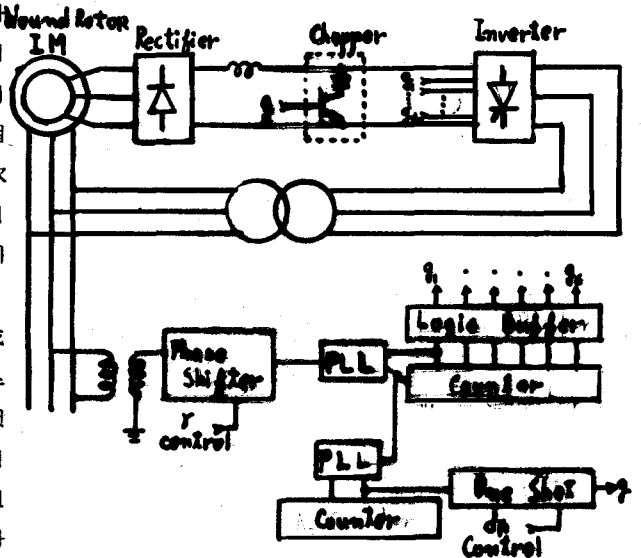 Wound Rotor
IM
Rectifier
Chopper
Inverter
g₁ . . . . g₆
Logic Buffer
Phase
Shifter
PLL
Counter
γ
control
PLL
Counter
One Shot
Control